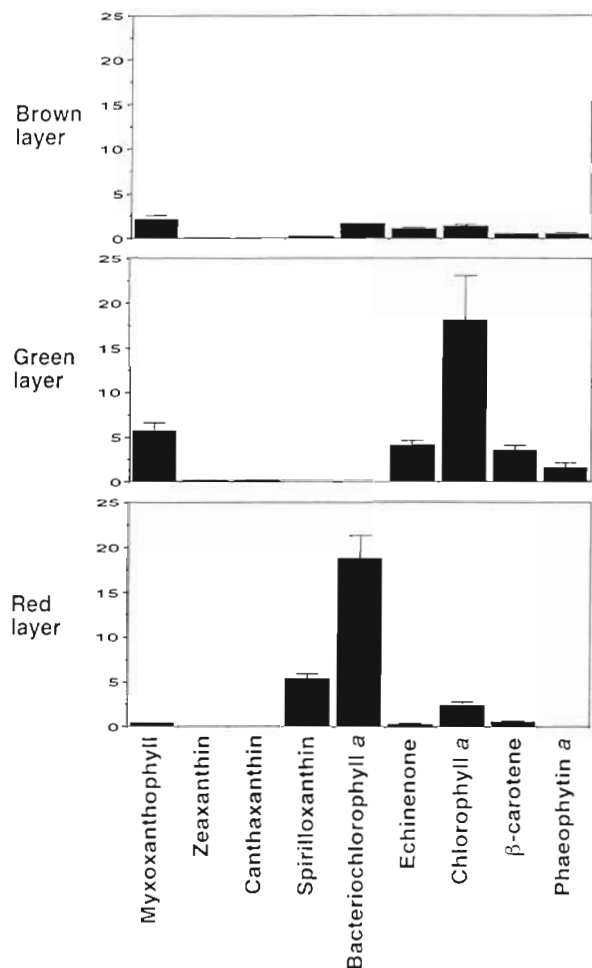 25
20
15
10
5
0
Brown
layer
25
20
15
10
5
0
Green
layer
25
20
15
10
5
0
Red
layer
Myxoxanthophyll
Zeaxanthin
Canthaxanthin
Spirilloxanthin
Bacteriochlorophyll a
Echinenone
Chlorophyll a
β-carotene
Phaeophytin a